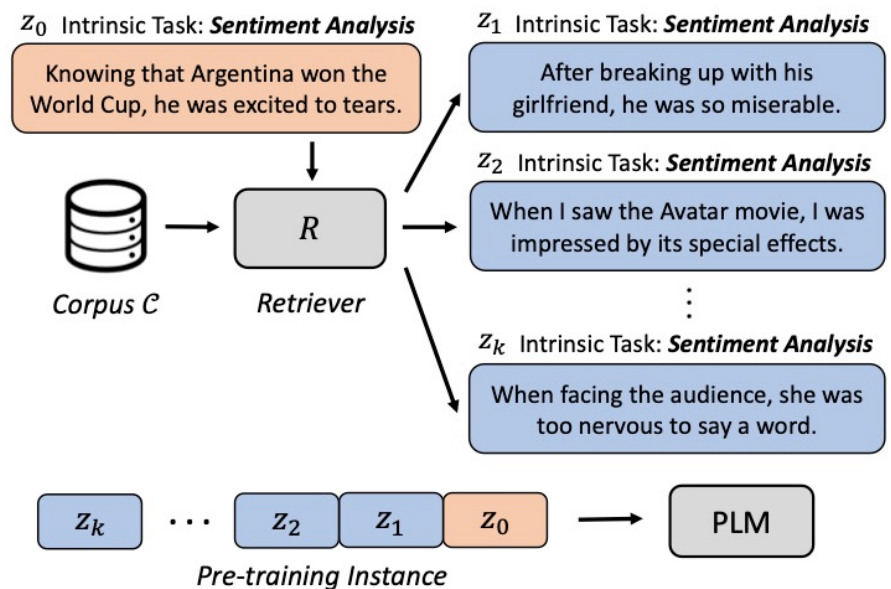 z0 Intrinsic Task: Sentiment Analysis
Knowing that Argentina won the
World Cup, he was excited to tears.
z1 Intrinsic Task: Sentiment Analysis
After breaking up with his
girlfriend, he was so miserable.
z2 Intrinsic Task: Sentiment Analysis
When I saw the Avatar movie, I was
impressed by its special effects.
⋮
zk Intrinsic Task: Sentiment Analysis
When facing the audience, she was
too nervous to say a word.
R
Corpus C
Retriever
zk ··· z2 z1 z0
PLM
Pre-training Instance